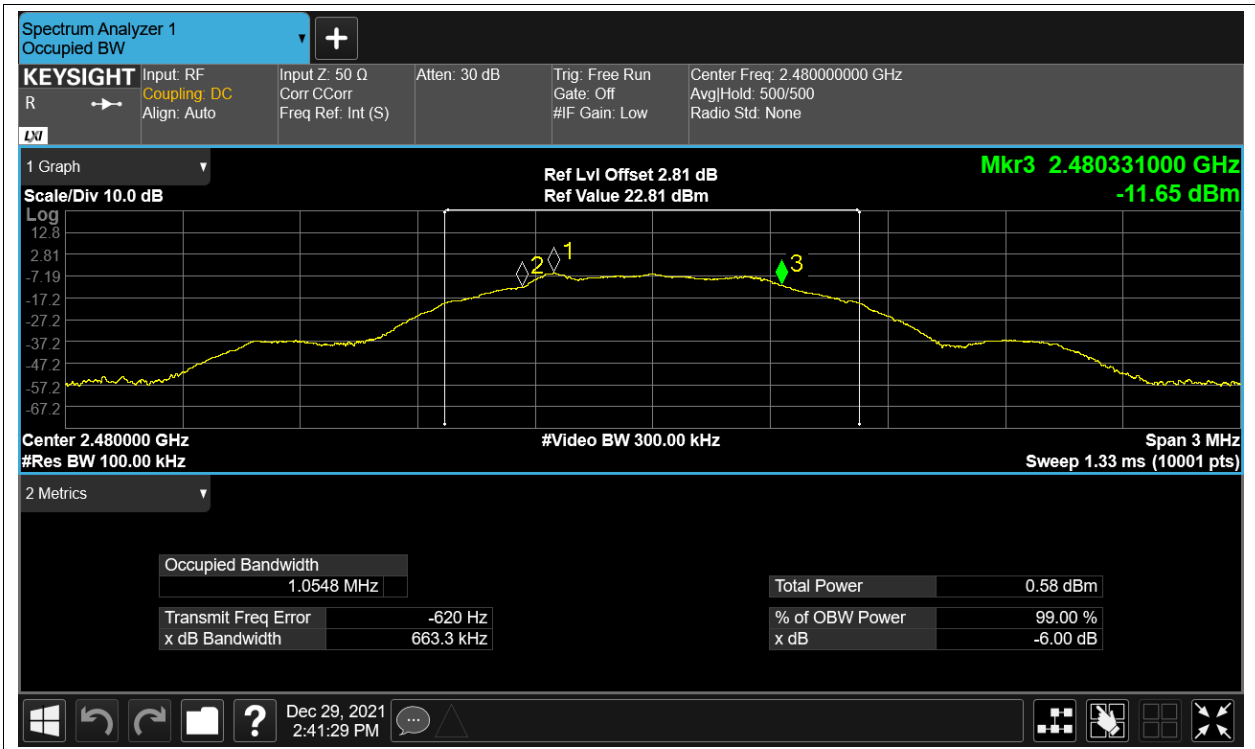 Spectrum Analyzer 1
Occupied BW
KEYSIGHT
R
LXI
Input: RF
Coupling: DC
Align: Auto
Input Z: 50 Ω
Corr CCorr
Freq Ref: Int (S)
Atten: 30 dB
Trig: Free Run
Gate: Off
#IF Gain: Low
Center Freq: 2.480000000 GHz
Avg|Hold: 500/500
Radio Std: None
1 Graph
Scale/Div 10.0 dB
Ref Lvl Offset 2.81 dB
Ref Value 22.81 dBm
Mkr3 2.480331000 GHz
-11.65 dBm
Log
12.8
2.81
-7.19
-17.2
-27.2
-37.2
-47.2
-57.2
-67.2
2
1
3
Center 2.480000 GHz
#Res BW 100.00 kHz
#Video BW 300.00 kHz
Span 3 MHz
Sweep 1.33 ms (10001 pts)
2 Metrics
Occupied Bandwidth
1.0548 MHz
Transmit Freq Error -620 Hz
x dB Bandwidth 663.3 kHz
Total Power 0.58 dBm
% of OBW Power 99.00 %
x dB -6.00 dB
?
Dec 29, 2021
2:41:29 PM